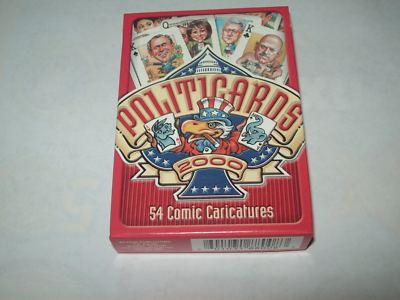 Q
K
POLITICARDS
2000
54 Comic Caricatures